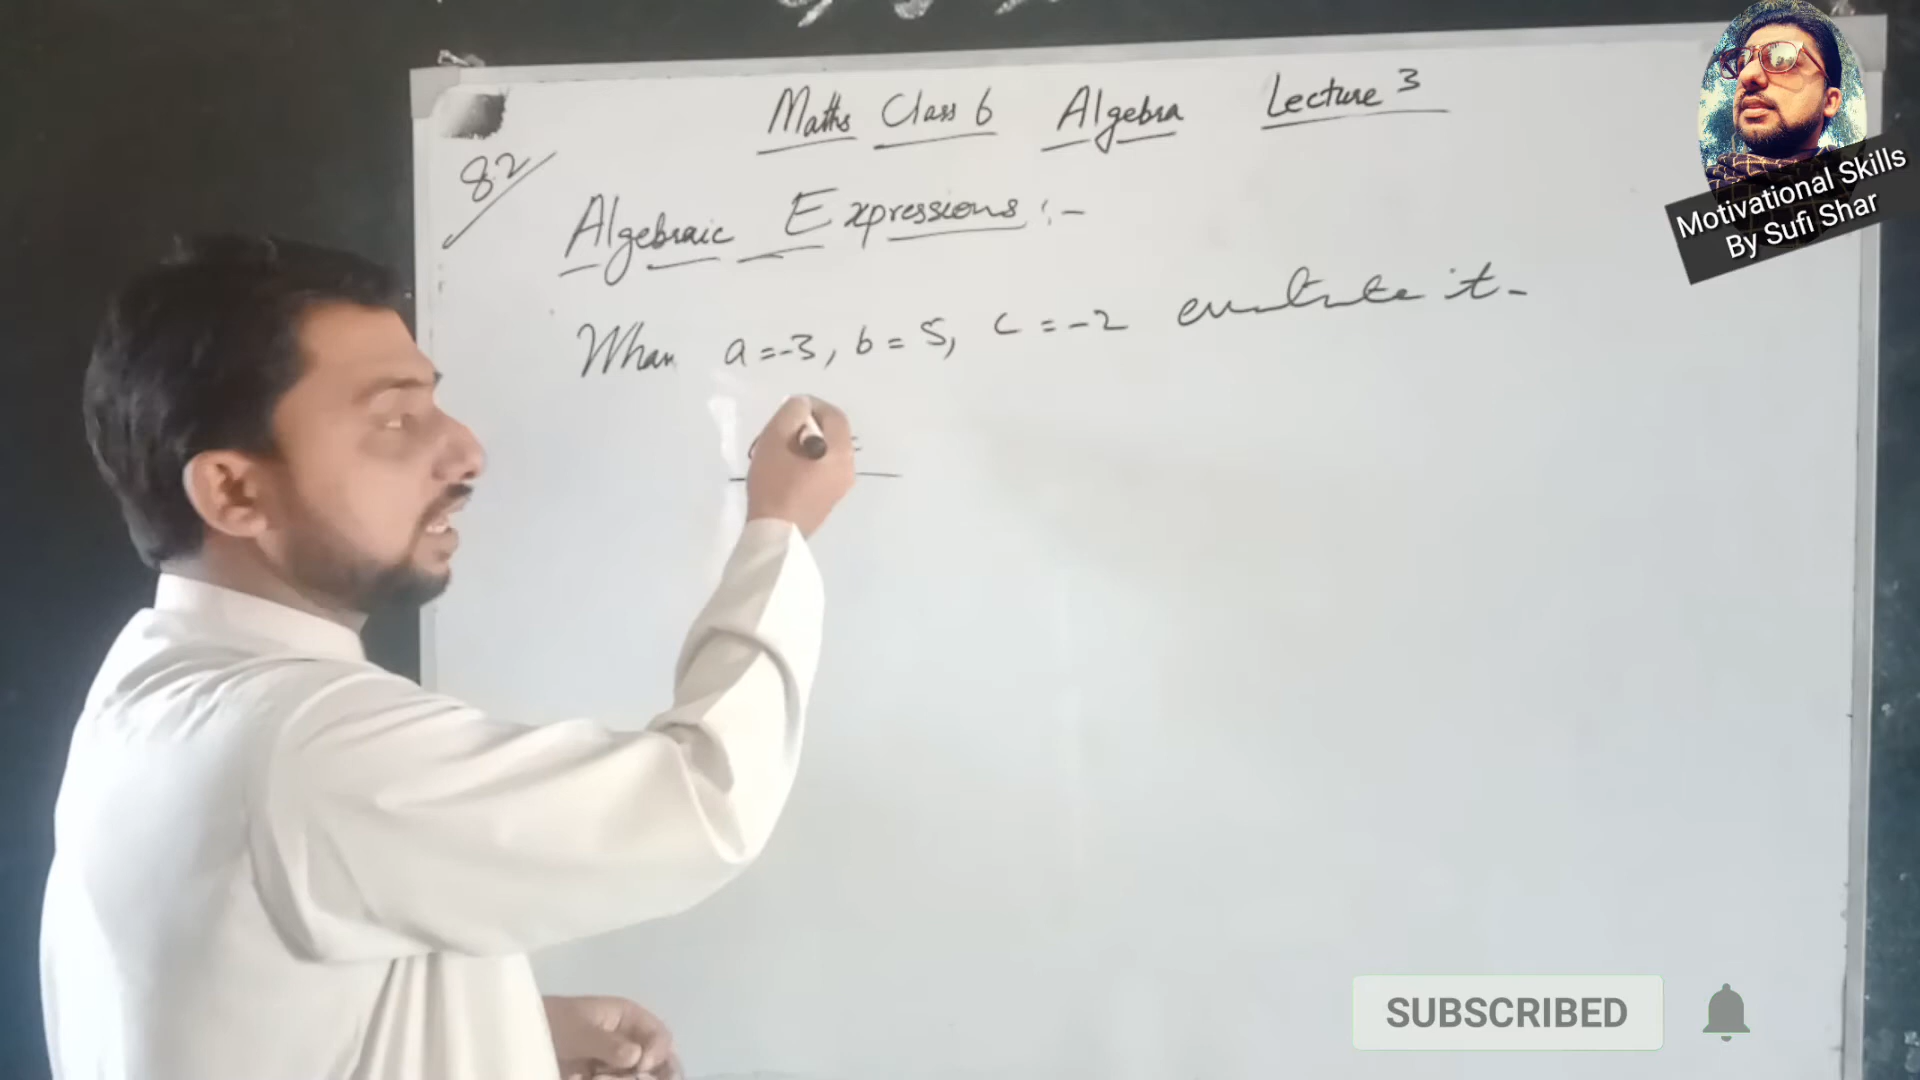 Maths Class 6 Algebra Lecture 3
82
Algebraic Expressions :-
When a = -3, b = 5, c = -2 evaluate it -
Motivational Skills
By Sufi Shar
SUBSCRIBED